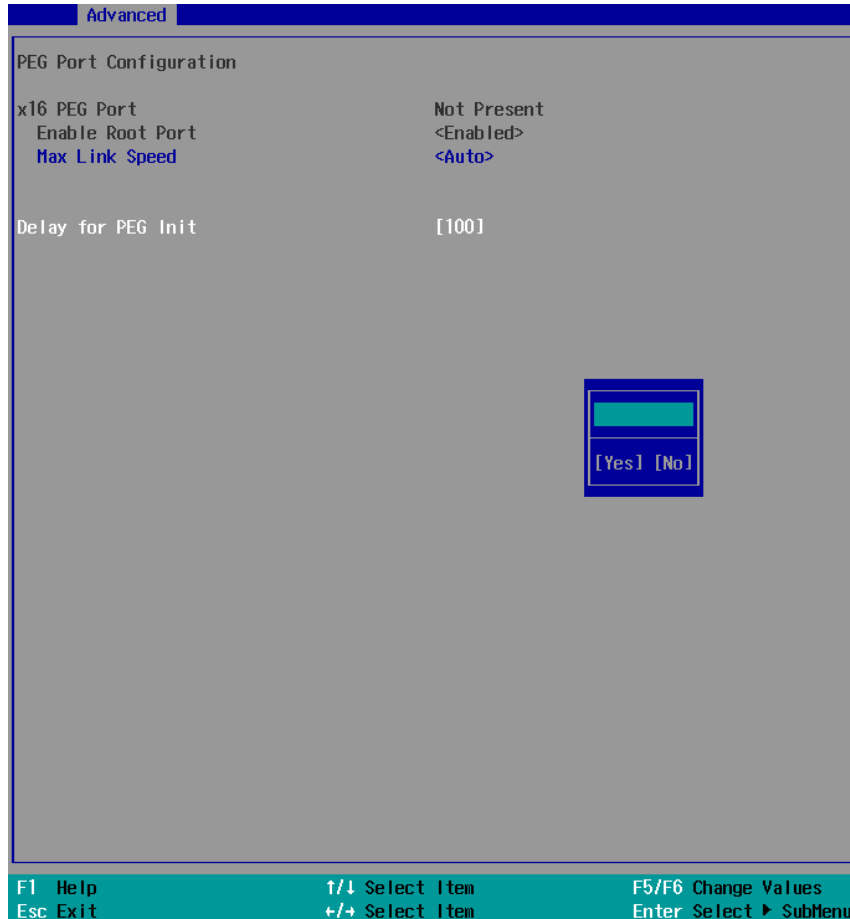 Advanced
PEG Port Configuration
x16 PEG Port Not Present
Enable Root Port <Enabled>
Max Link Speed <Auto>
Delay for PEG Init [100]
[Yes] [No]
F1 Help ↑/↓ Select Item F5/F6 Change Values
Esc Exit ←/→ Select Item Enter Select ▶ SubMenu